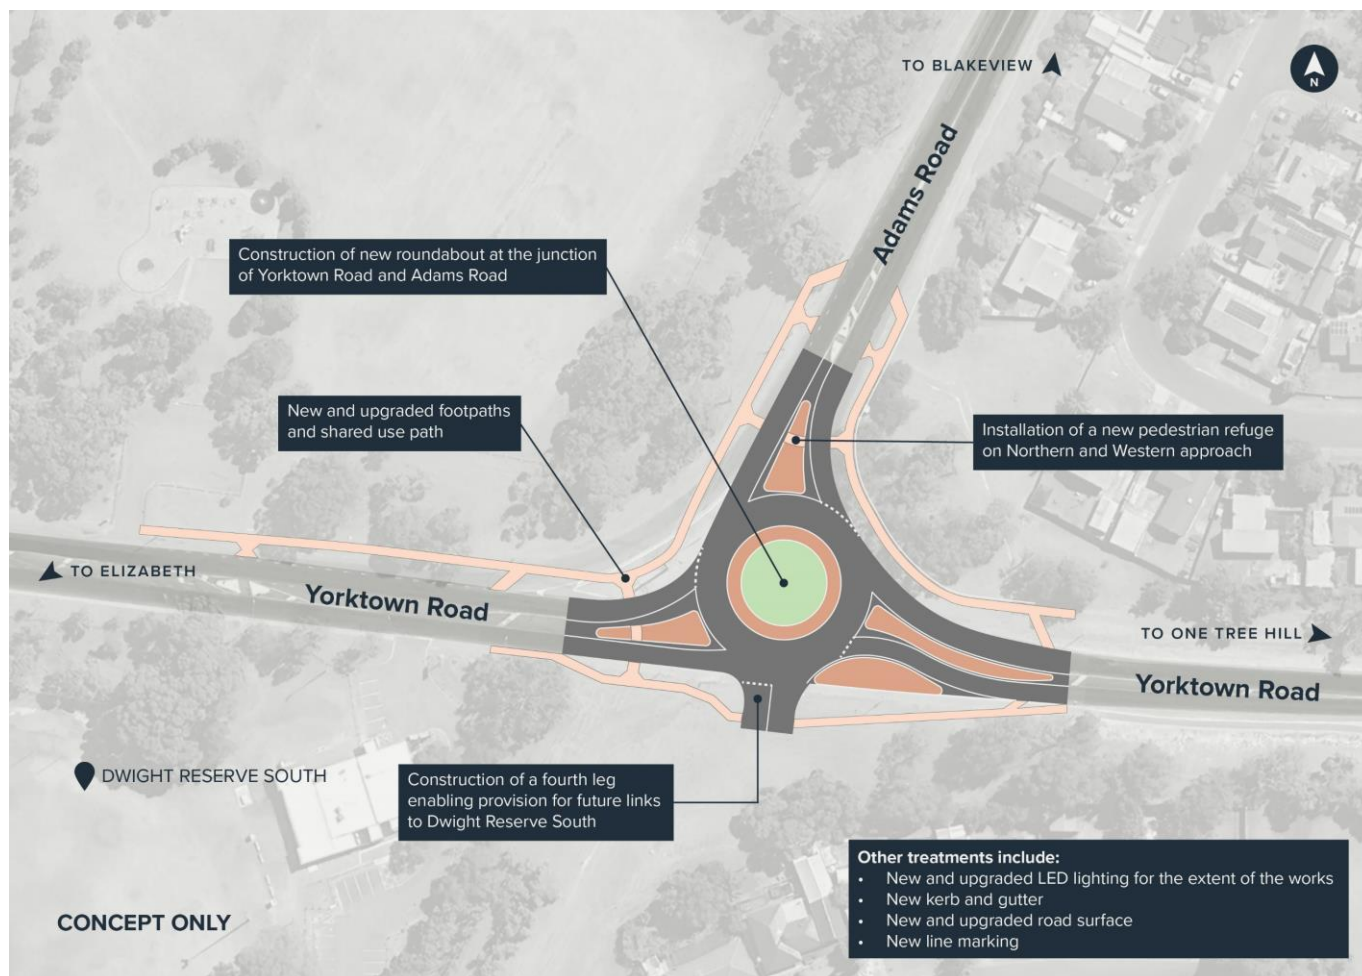 TO BLAKEVIEW
N
Adams Road
Construction of new roundabout at the junction
of Yorktown Road and Adams Road
New and upgraded footpaths
and shared use path
Installation of a new pedestrian refuge
on Northern and Western approach
TO ELIZABETH
Yorktown Road
TO ONE TREE HILL
Yorktown Road
DWIGHT RESERVE SOUTH
Construction of a fourth leg
enabling provision for future links
to Dwight Reserve South
Other treatments include:
• New and upgraded LED lighting for the extent of the works
• New kerb and gutter
• New and upgraded road surface
• New line marking
CONCEPT ONLY